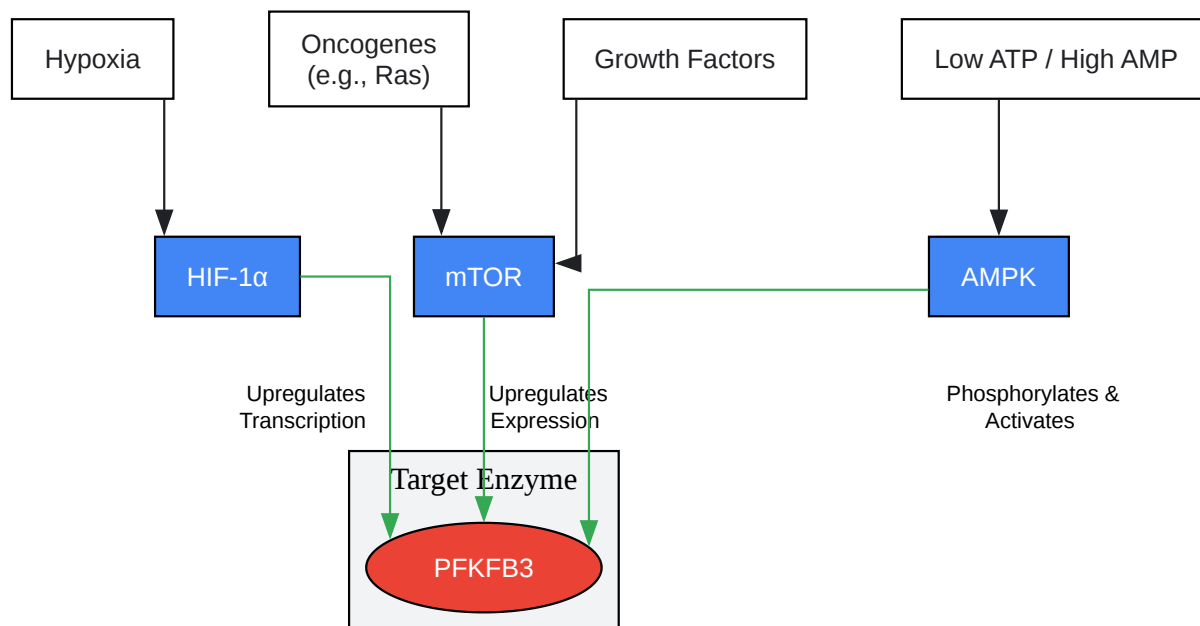 Hypoxia
Oncogenes
(e.g., Ras)
Growth Factors
Low ATP / High AMP
HIF-1α
mTOR
AMPK
Upregulates
Transcription
Upregulates
Expression
Phosphorylates &
Activates
Target Enzyme
PFKFB3